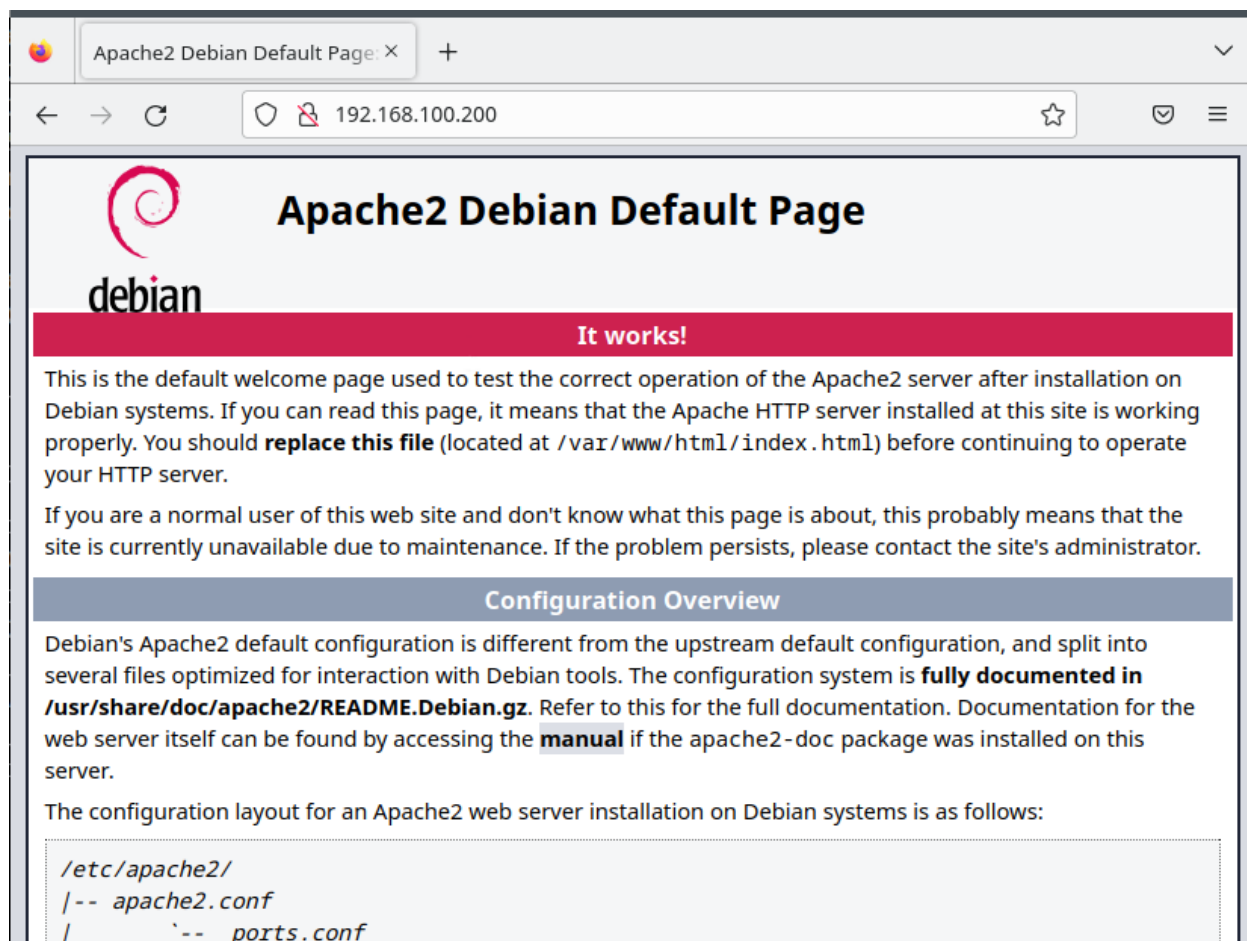 Apache2 Debian Default Page:
192.168.100.200
debian
Apache2 Debian Default Page
It works!
This is the default welcome page used to test the correct operation of the Apache2 server after installation on
Debian systems. If you can read this page, it means that the Apache HTTP server installed at this site is working
properly. You should replace this file (located at /var/www/html/index.html) before continuing to operate
your HTTP server.
If you are a normal user of this web site and don't know what this page is about, this probably means that the
site is currently unavailable due to maintenance. If the problem persists, please contact the site's administrator.
Configuration Overview
Debian's Apache2 default configuration is different from the upstream default configuration, and split into
several files optimized for interaction with Debian tools. The configuration system is fully documented in
/usr/share/doc/apache2/README.Debian.gz. Refer to this for the full documentation. Documentation for the
web server itself can be found by accessing the manual if the apache2-doc package was installed on this
server.
The configuration layout for an Apache2 web server installation on Debian systems is as follows:
/etc/apache2/
|-- apache2.conf
|       `--  ports.conf